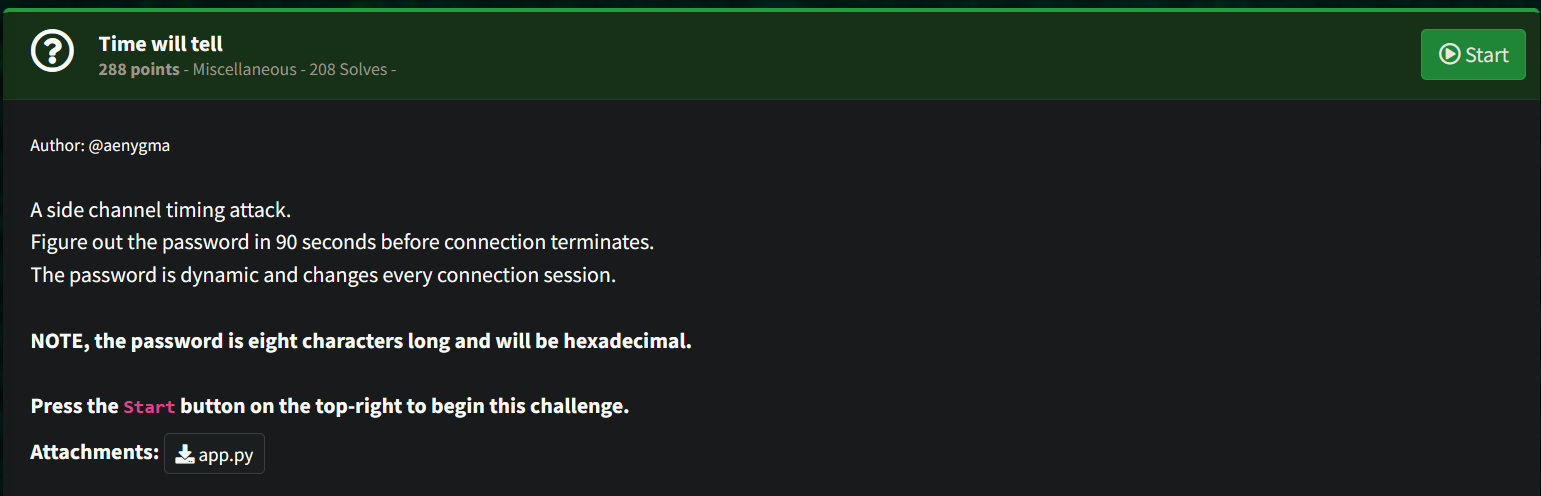 Time will tell
288 points - Miscellaneous - 208 Solves -
Start
Author: @aenygma
A side channel timing attack.
Figure out the password in 90 seconds before connection terminates.
The password is dynamic and changes every connection session.
NOTE, the password is eight characters long and will be hexadecimal.
Press the Start button on the top-right to begin this challenge.
Attachments: app.py